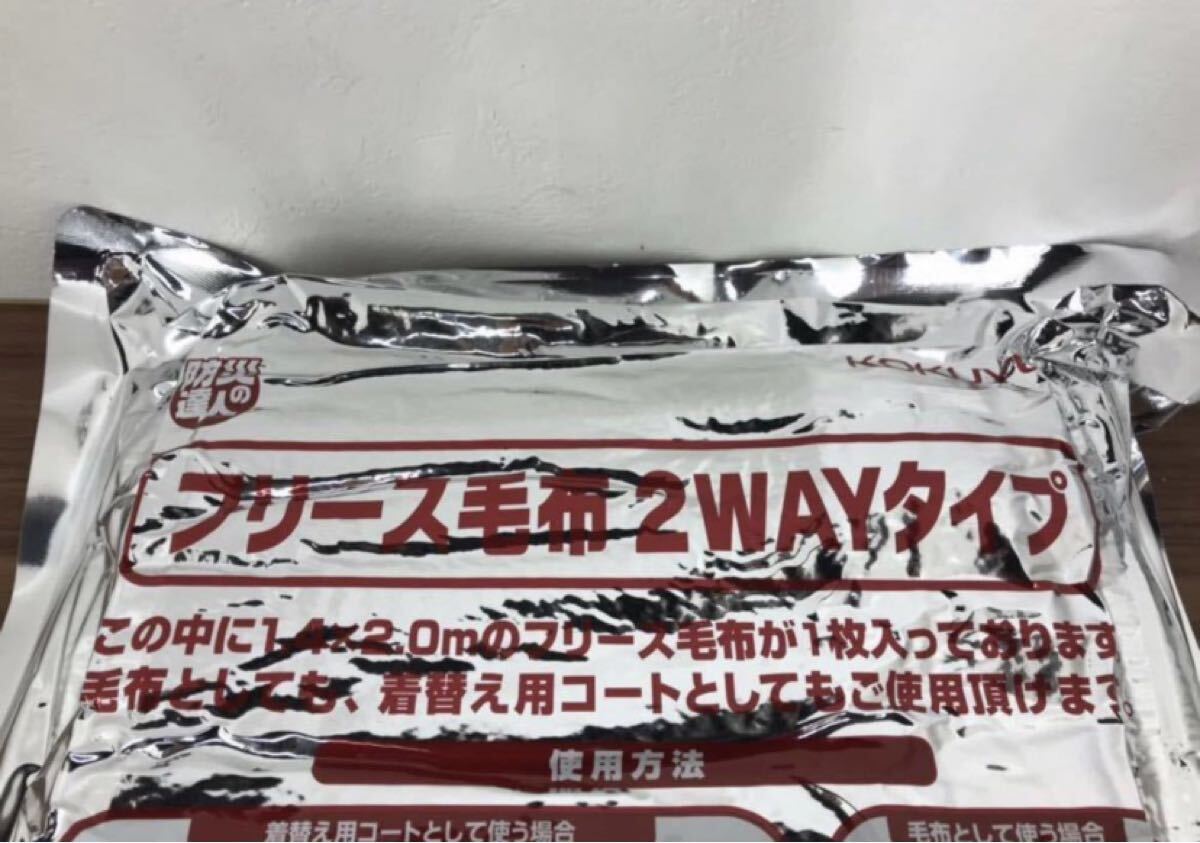 防災の達人
KOKUYO
フリース毛布2WAYタイプ
この中に1.4×2.0mのフリース毛布が1枚入っております
毛布としても、着替え用コートとしてもご使用頂けます。
使用方法
着替え用コートとして使う場合
毛布として使う場合